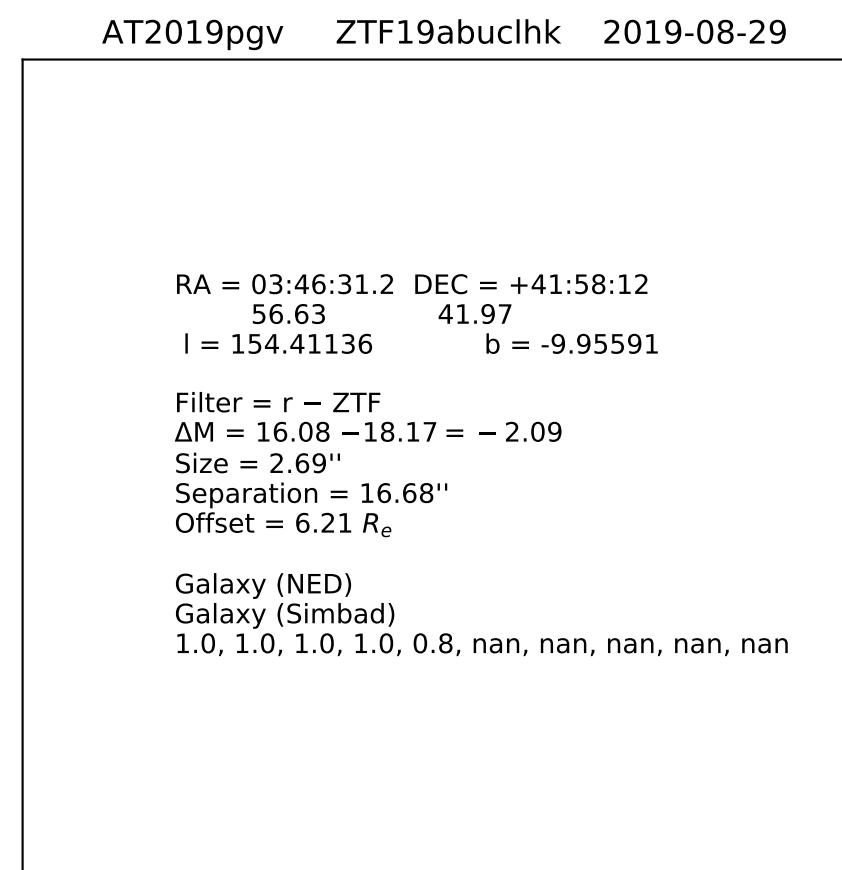 AT2019pgv ZTF19abuclhk 2019-08-29
RA = 03:46:31.2 DEC = +41:58:12
56.63 41.97
l = 154.41136 b = -9.95591
Filter = r − ZTF
ΔM = 16.08 −18.17 = − 2.09
Size = 2.69''
Separation = 16.68''
Offset = 6.21 Re
Galaxy (NED)
Galaxy (Simbad)
1.0, 1.0, 1.0, 1.0, 0.8, nan, nan, nan, nan, nan